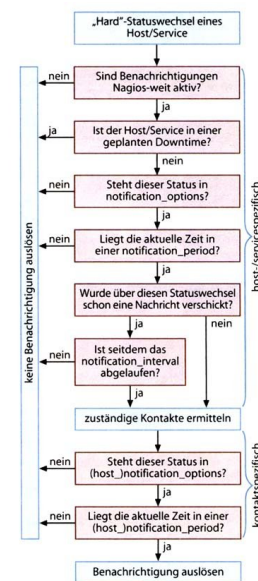 „Hard"-Statuswechsel eines
Host/Service
nein
Sind Benachrichtigungen
Nagios-weit aktiv?
ja
ja
Ist der Host/Service in einer
geplanten Downtime?
nein
nein
Steht dieser Status in
notification_options?
ja
nein
Liegt die aktuelle Zeit in
einer notification_period?
ja
Wurde über diesen Statuswechsel
schon eine Nachricht verschickt?
ja
nein
nein
Ist seitdem das
notification_interval
abgelaufen?
ja
keine Benachrichtigung auslösen
host-/servicespezifisch
zuständige Kontakte ermitteln
nein
Steht dieser Status in
(host_)notification_options?
ja
nein
Liegt die aktuelle Zeit in einer
(host_)notification_period?
ja
kontaktspezifisch
Benachrichtigung auslösen